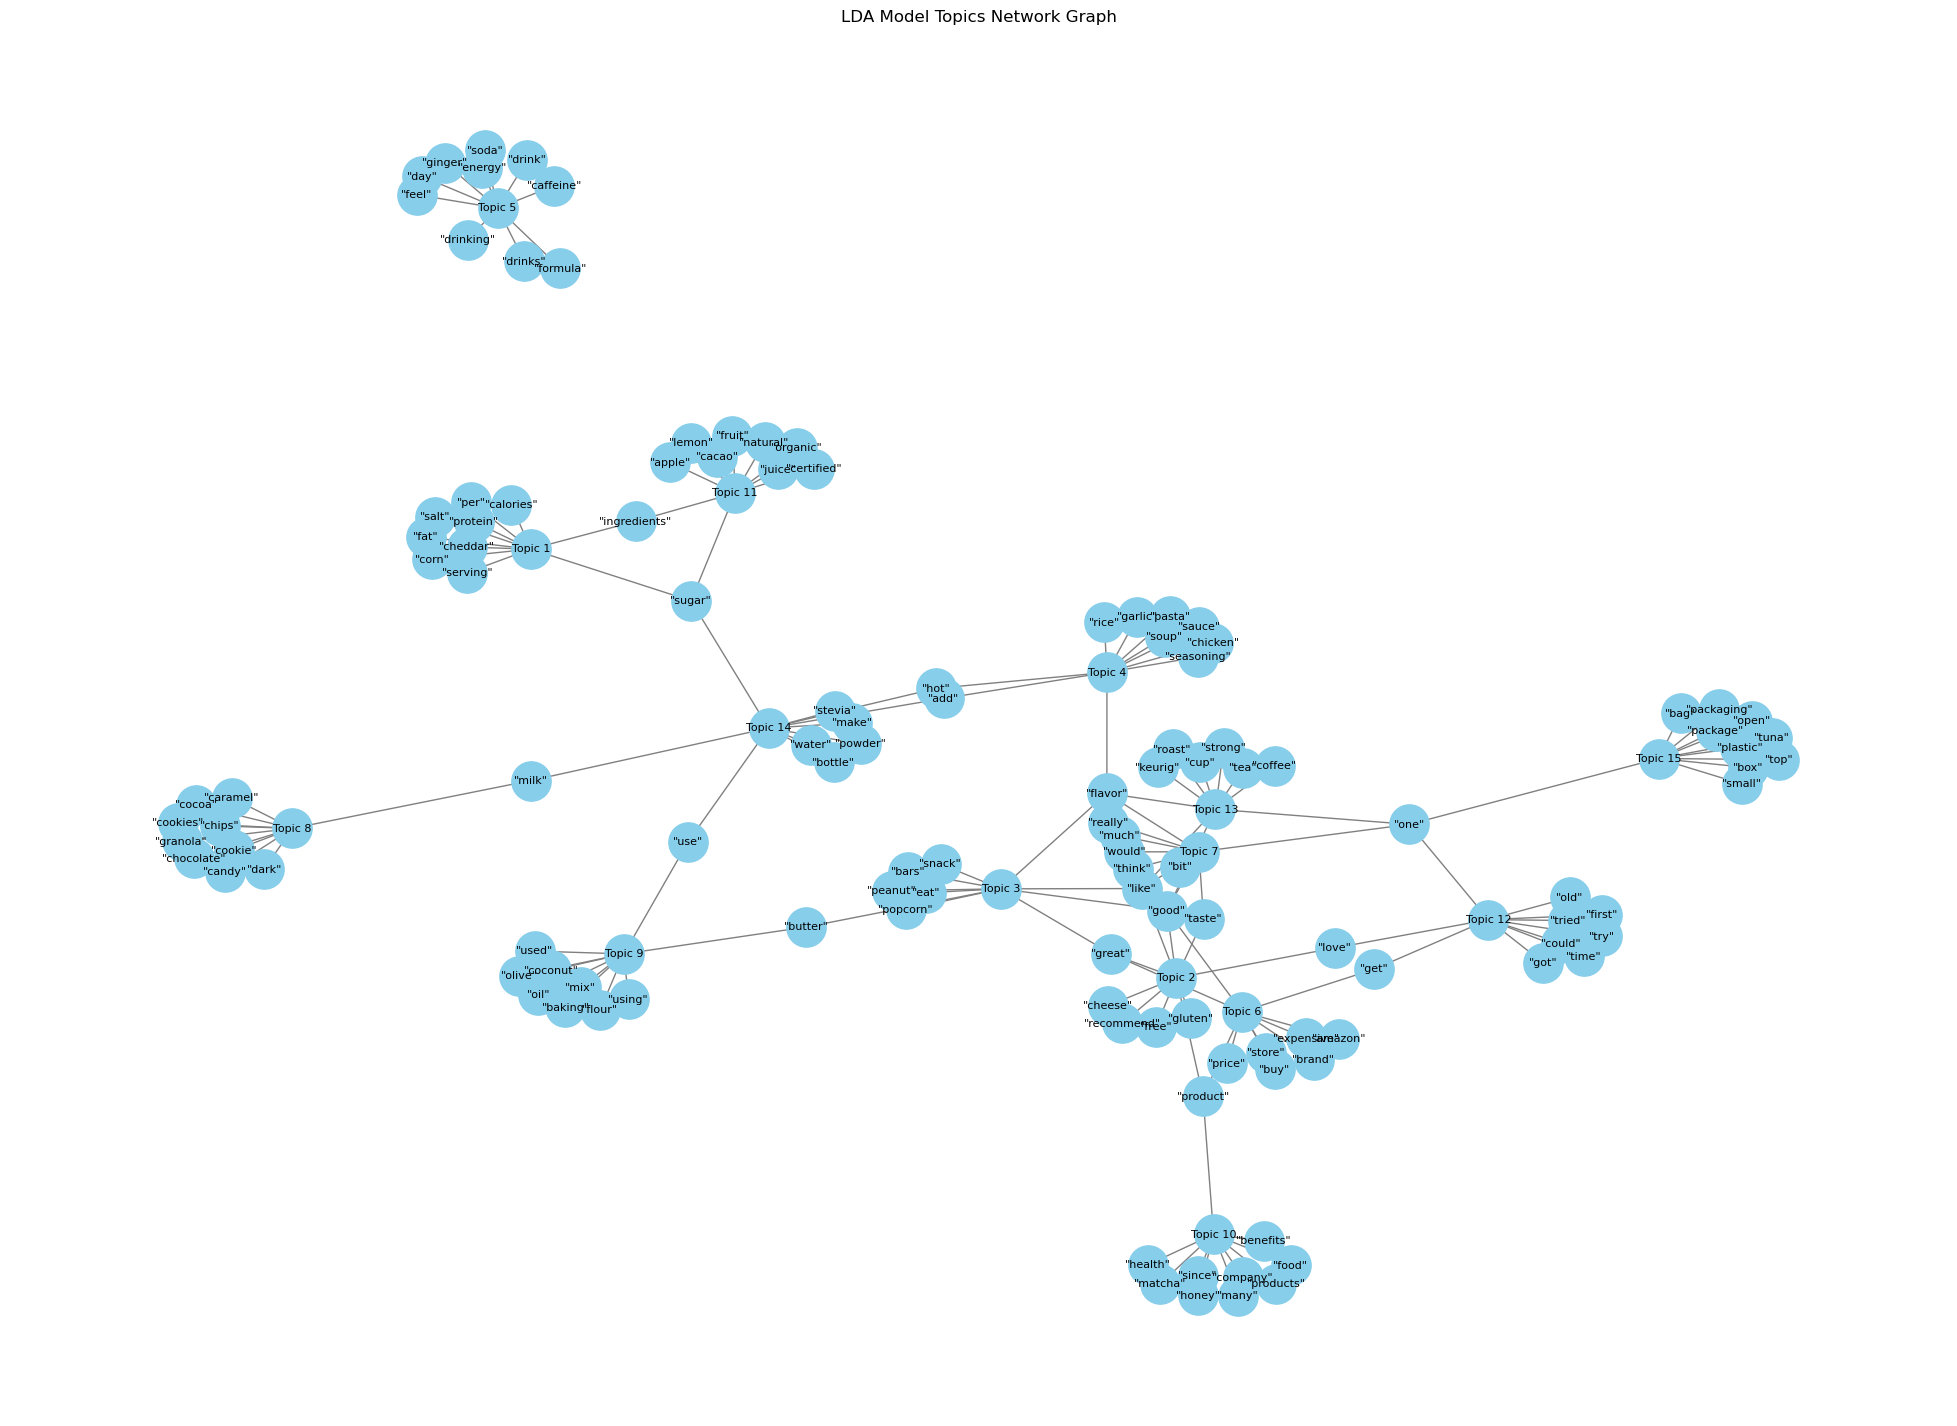 LDA Model Topics Network Graph
"soda"
"ginger"
"energy"
"drink"
"day"
"caffeine"
"feel"
Topic 5
"drinking"
"drinks"
"formula"
"lemon"
"fruit"
"natural"
"organic"
"apple"
"cacao"
"juice"
"certified"
Topic 11
"per"
"calories"
"salt"
"protein"
"ingredients"
"fat"
"cheddar"
Topic 1
"corn"
"serving"
"sugar"
"rice"
"garlic"
"pasta"
"sauce"
"soup"
"chicken"
"seasoning"
Topic 4
"hot"
"add"
"stevia"
"make"
Topic 14
"water"
"powder"
"bottle"
"bag"
"packaging"
"open"
"package"
"tuna"
"plastic"
Topic 15
"top"
"box"
"small"
"roast"
"strong"
"keurig"
"cup"
"tea"
"coffee"
"milk"
"flavor"
Topic 13
"caramel"
"cocoa"
"cookies"
"chips"
Topic 8
"granola"
"cookie"
"chocolate"
"candy"
"dark"
"really"
"one"
"much"
"use"
"would"
Topic 7
"think"
"bit"
"snack"
"bars"
"peanut"
"eat"
Topic 3
"like"
"popcorn"
"good"
"taste"
"butter"
"old"
"first"
Topic 12
"tried"
"could"
"try"
"got"
"time"
"love"
"get"
"great"
"used"
Topic 9
"coconut"
"olive"
"mix"
"oil"
"using"
"baking"
"flour"
Topic 2
"cheese"
"recommend"
"free"
"gluten"
Topic 6
"expensive"
"amazon"
"store"
"brand"
"price"
"buy"
"product"
Topic 10
"benefits"
"health"
"food"
"since"
"company"
"matcha"
"products"
"honey"
"many"